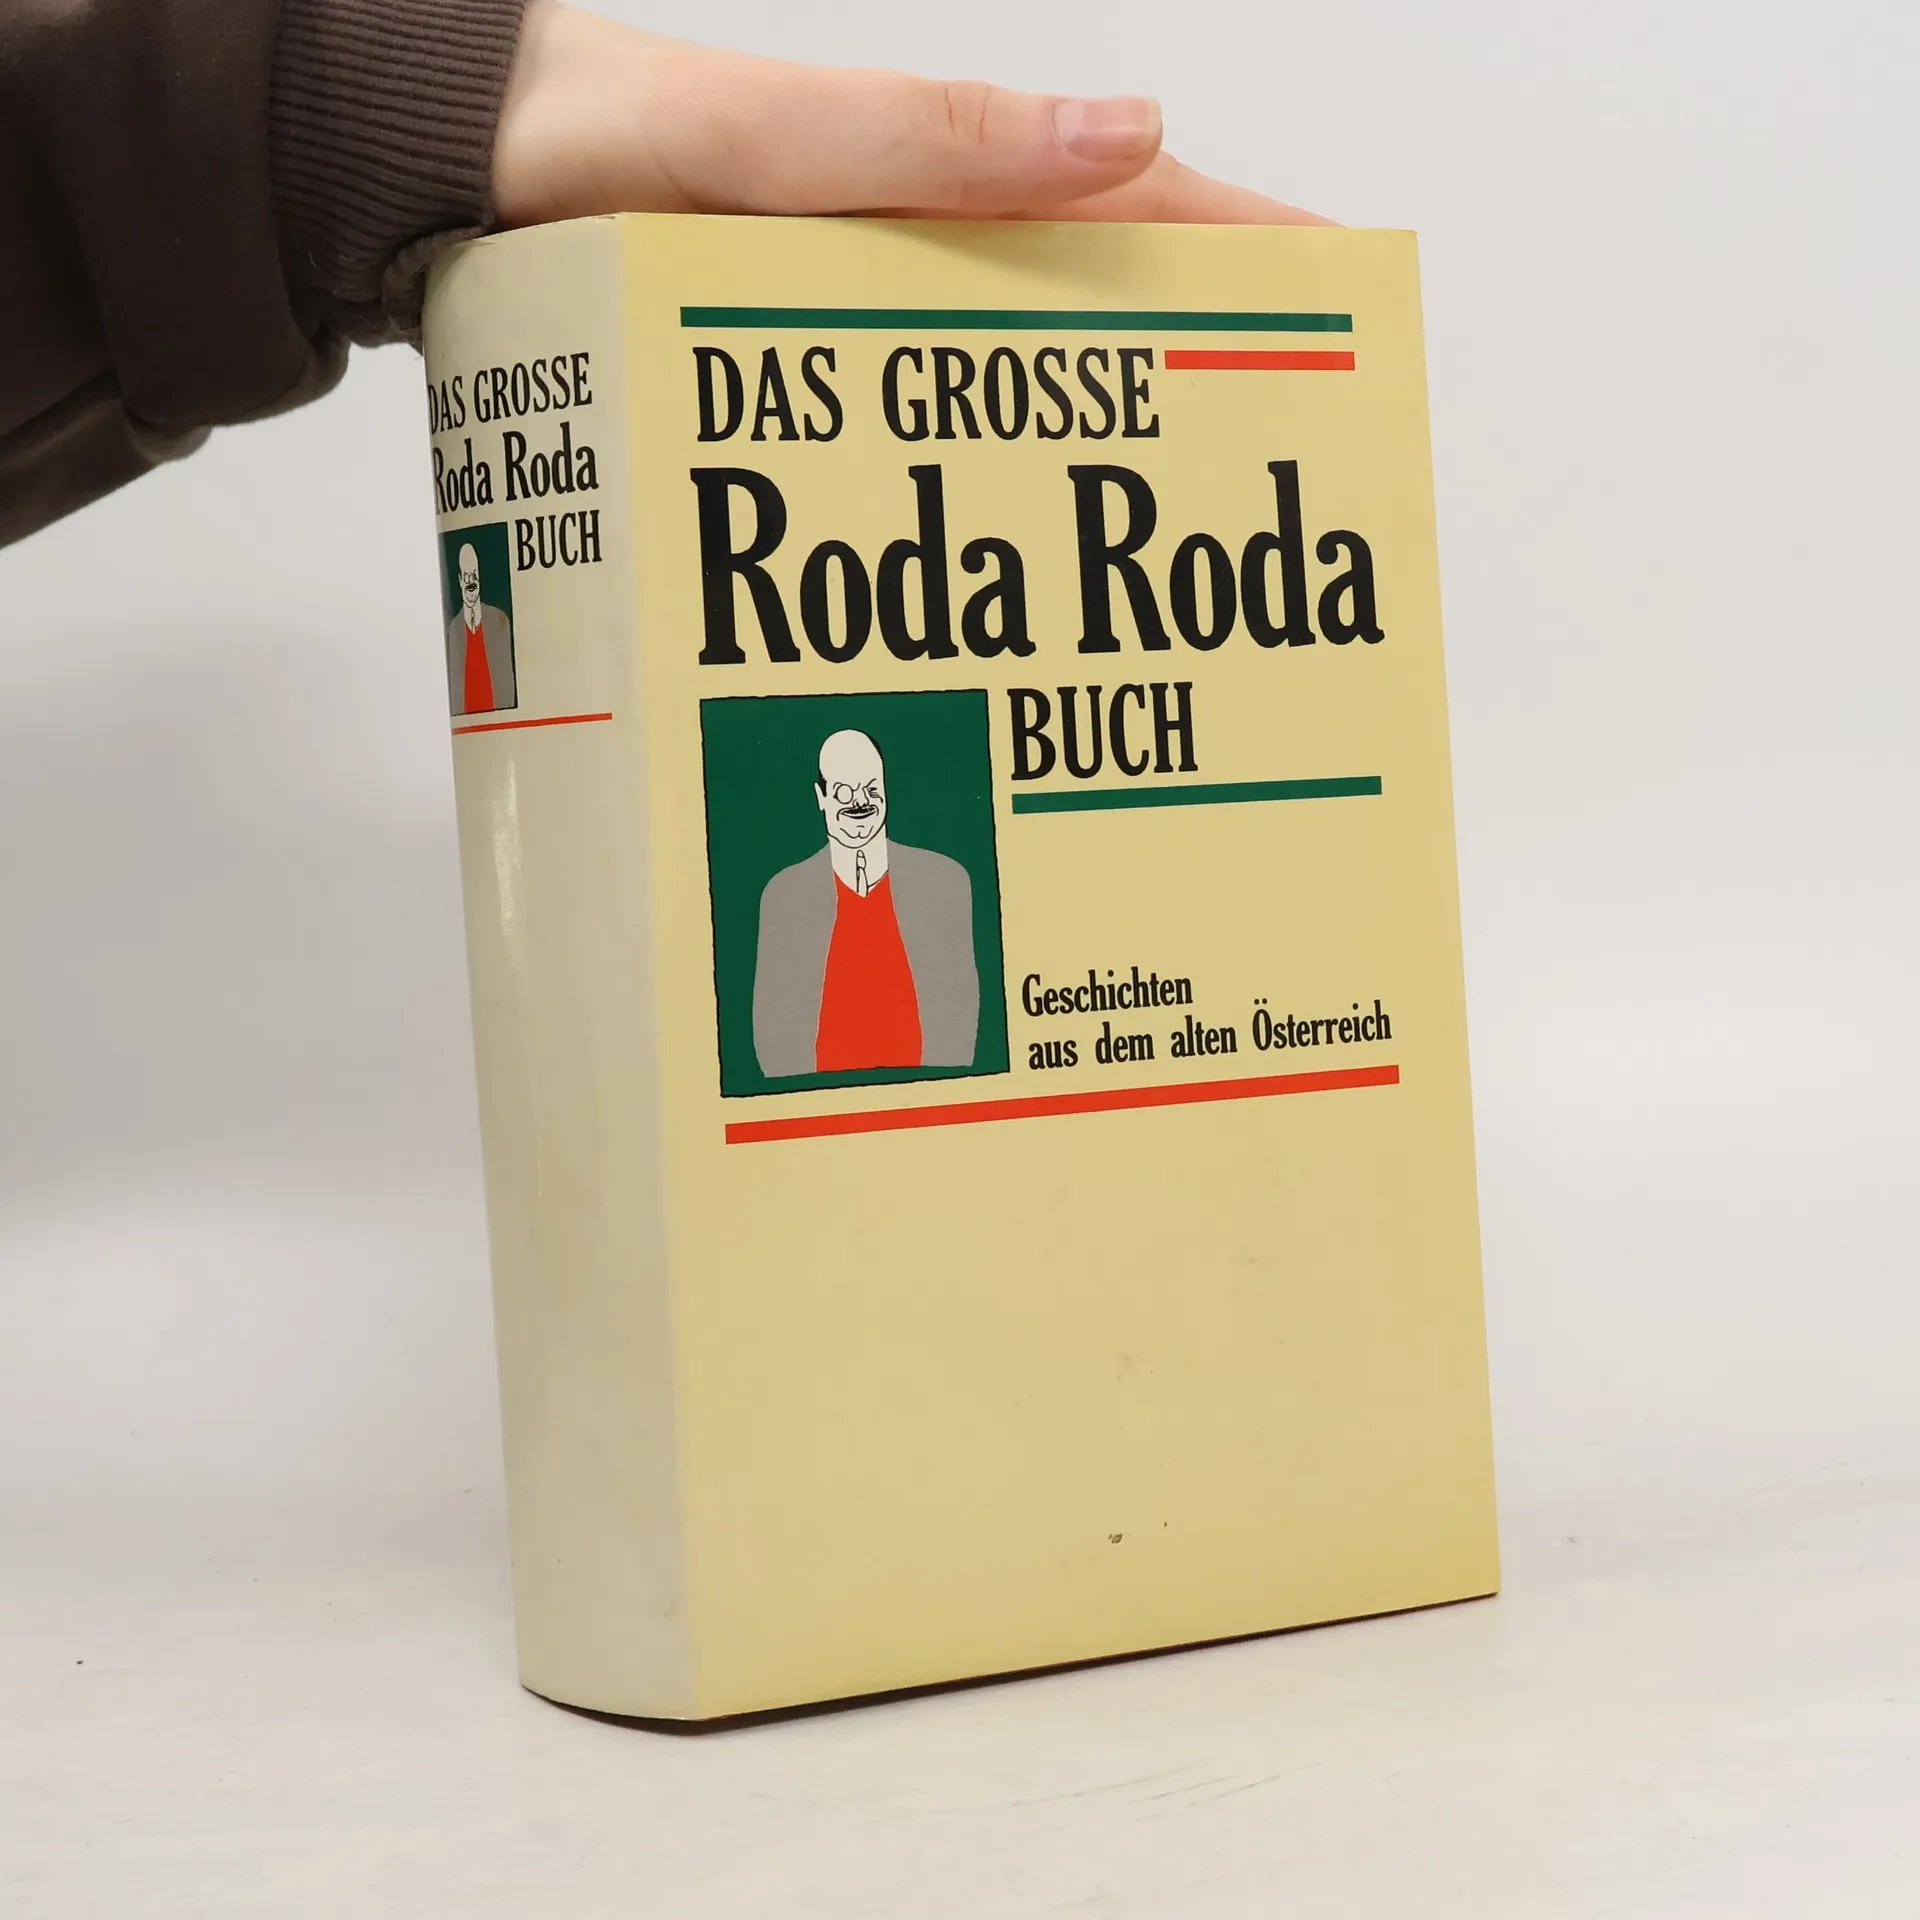 DAS GROSSE
Roda Roda
BUCH
DAS GROSSE
Roda Roda
BUCH
Geschichten
aus dem alten Österreich